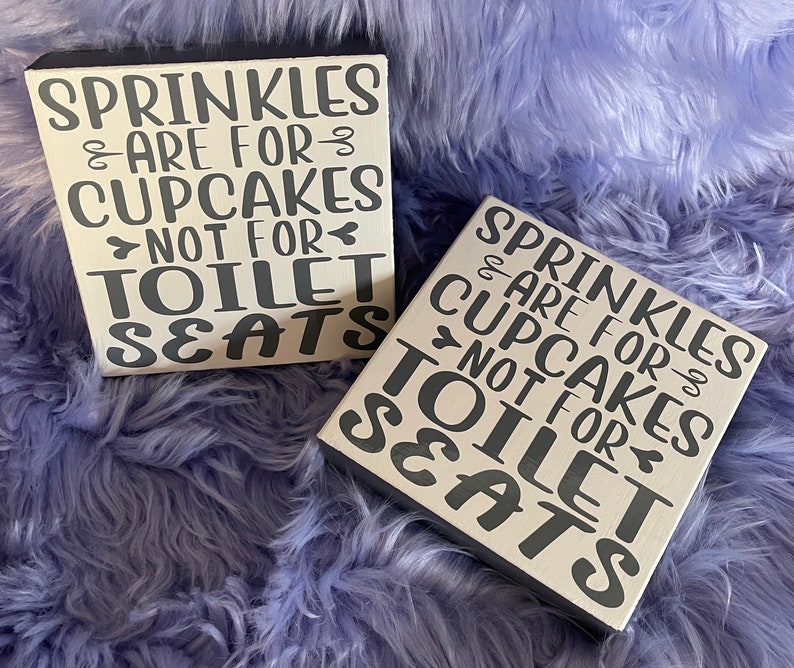 SPRINKLES
ARE FOR
CUPCAKES
NOT FOR
TOILET
SEATS
SPRINKLES
ARE FOR
CUPCAKES
NOT FOR
TOILET
SEATS